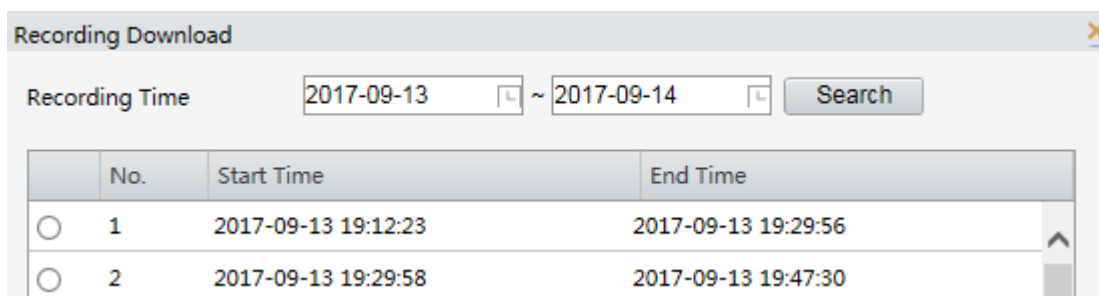 Recording Download
Recording Time 2017-09-13 ~ 2017-09-14 Search
No. Start Time End Time
1 2017-09-13 19:12:23 2017-09-13 19:29:56
2 2017-09-13 19:29:58 2017-09-13 19:47:30